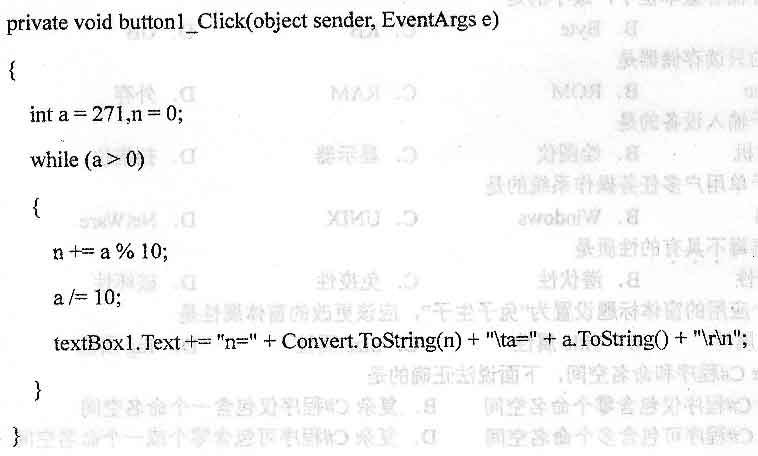 private void button1_Click(object sender, EventArgs e)
{
int a = 271,n = 0;
while (a > 0)
{
n += a % 10;
a /= 10;
textBox1.Text += "n=" + Convert.ToString(n) + "\ta=" + a.ToString() + "\r\n";
}
}